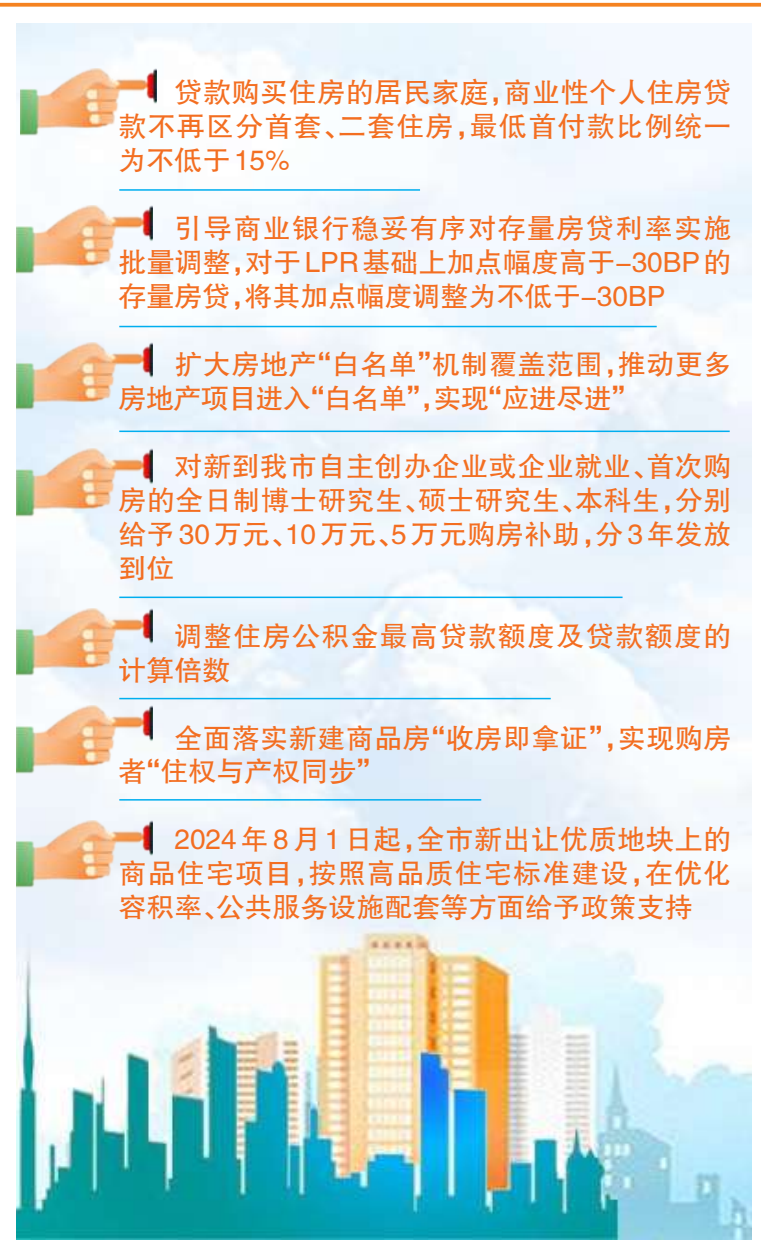 贷款购买住房的居民家庭,商业性个人住房贷
款不再区分首套、二套住房,最低首付款比例统一
为不低于15%
引导商业银行稳妥有序对存量房贷利率实施
批量调整,对于LPR基础上加点幅度高于-30BP的
存量房贷,将其加点幅度调整为不低于-30BP
扩大房地产“白名单”机制覆盖范围,推动更多
房地产项目进入“白名单”,实现“应进尽进”
对新到我市自主创办企业或企业就业、首次购
房的全日制博士研究生、硕士研究生、本科生,分别
给予30万元、10万元、5万元购房补助,分3年发放
到位
调整住房公积金最高贷款额度及贷款额度的
计算倍数
全面落实新建商品房“收房即拿证”,实现购房
者“住权与产权同步”
2024年8月1日起,全市新出让优质地块上的
商品住宅项目,按照高品质住宅标准建设,在优化
容积率、公共服务设施配套等方面给予政策支持